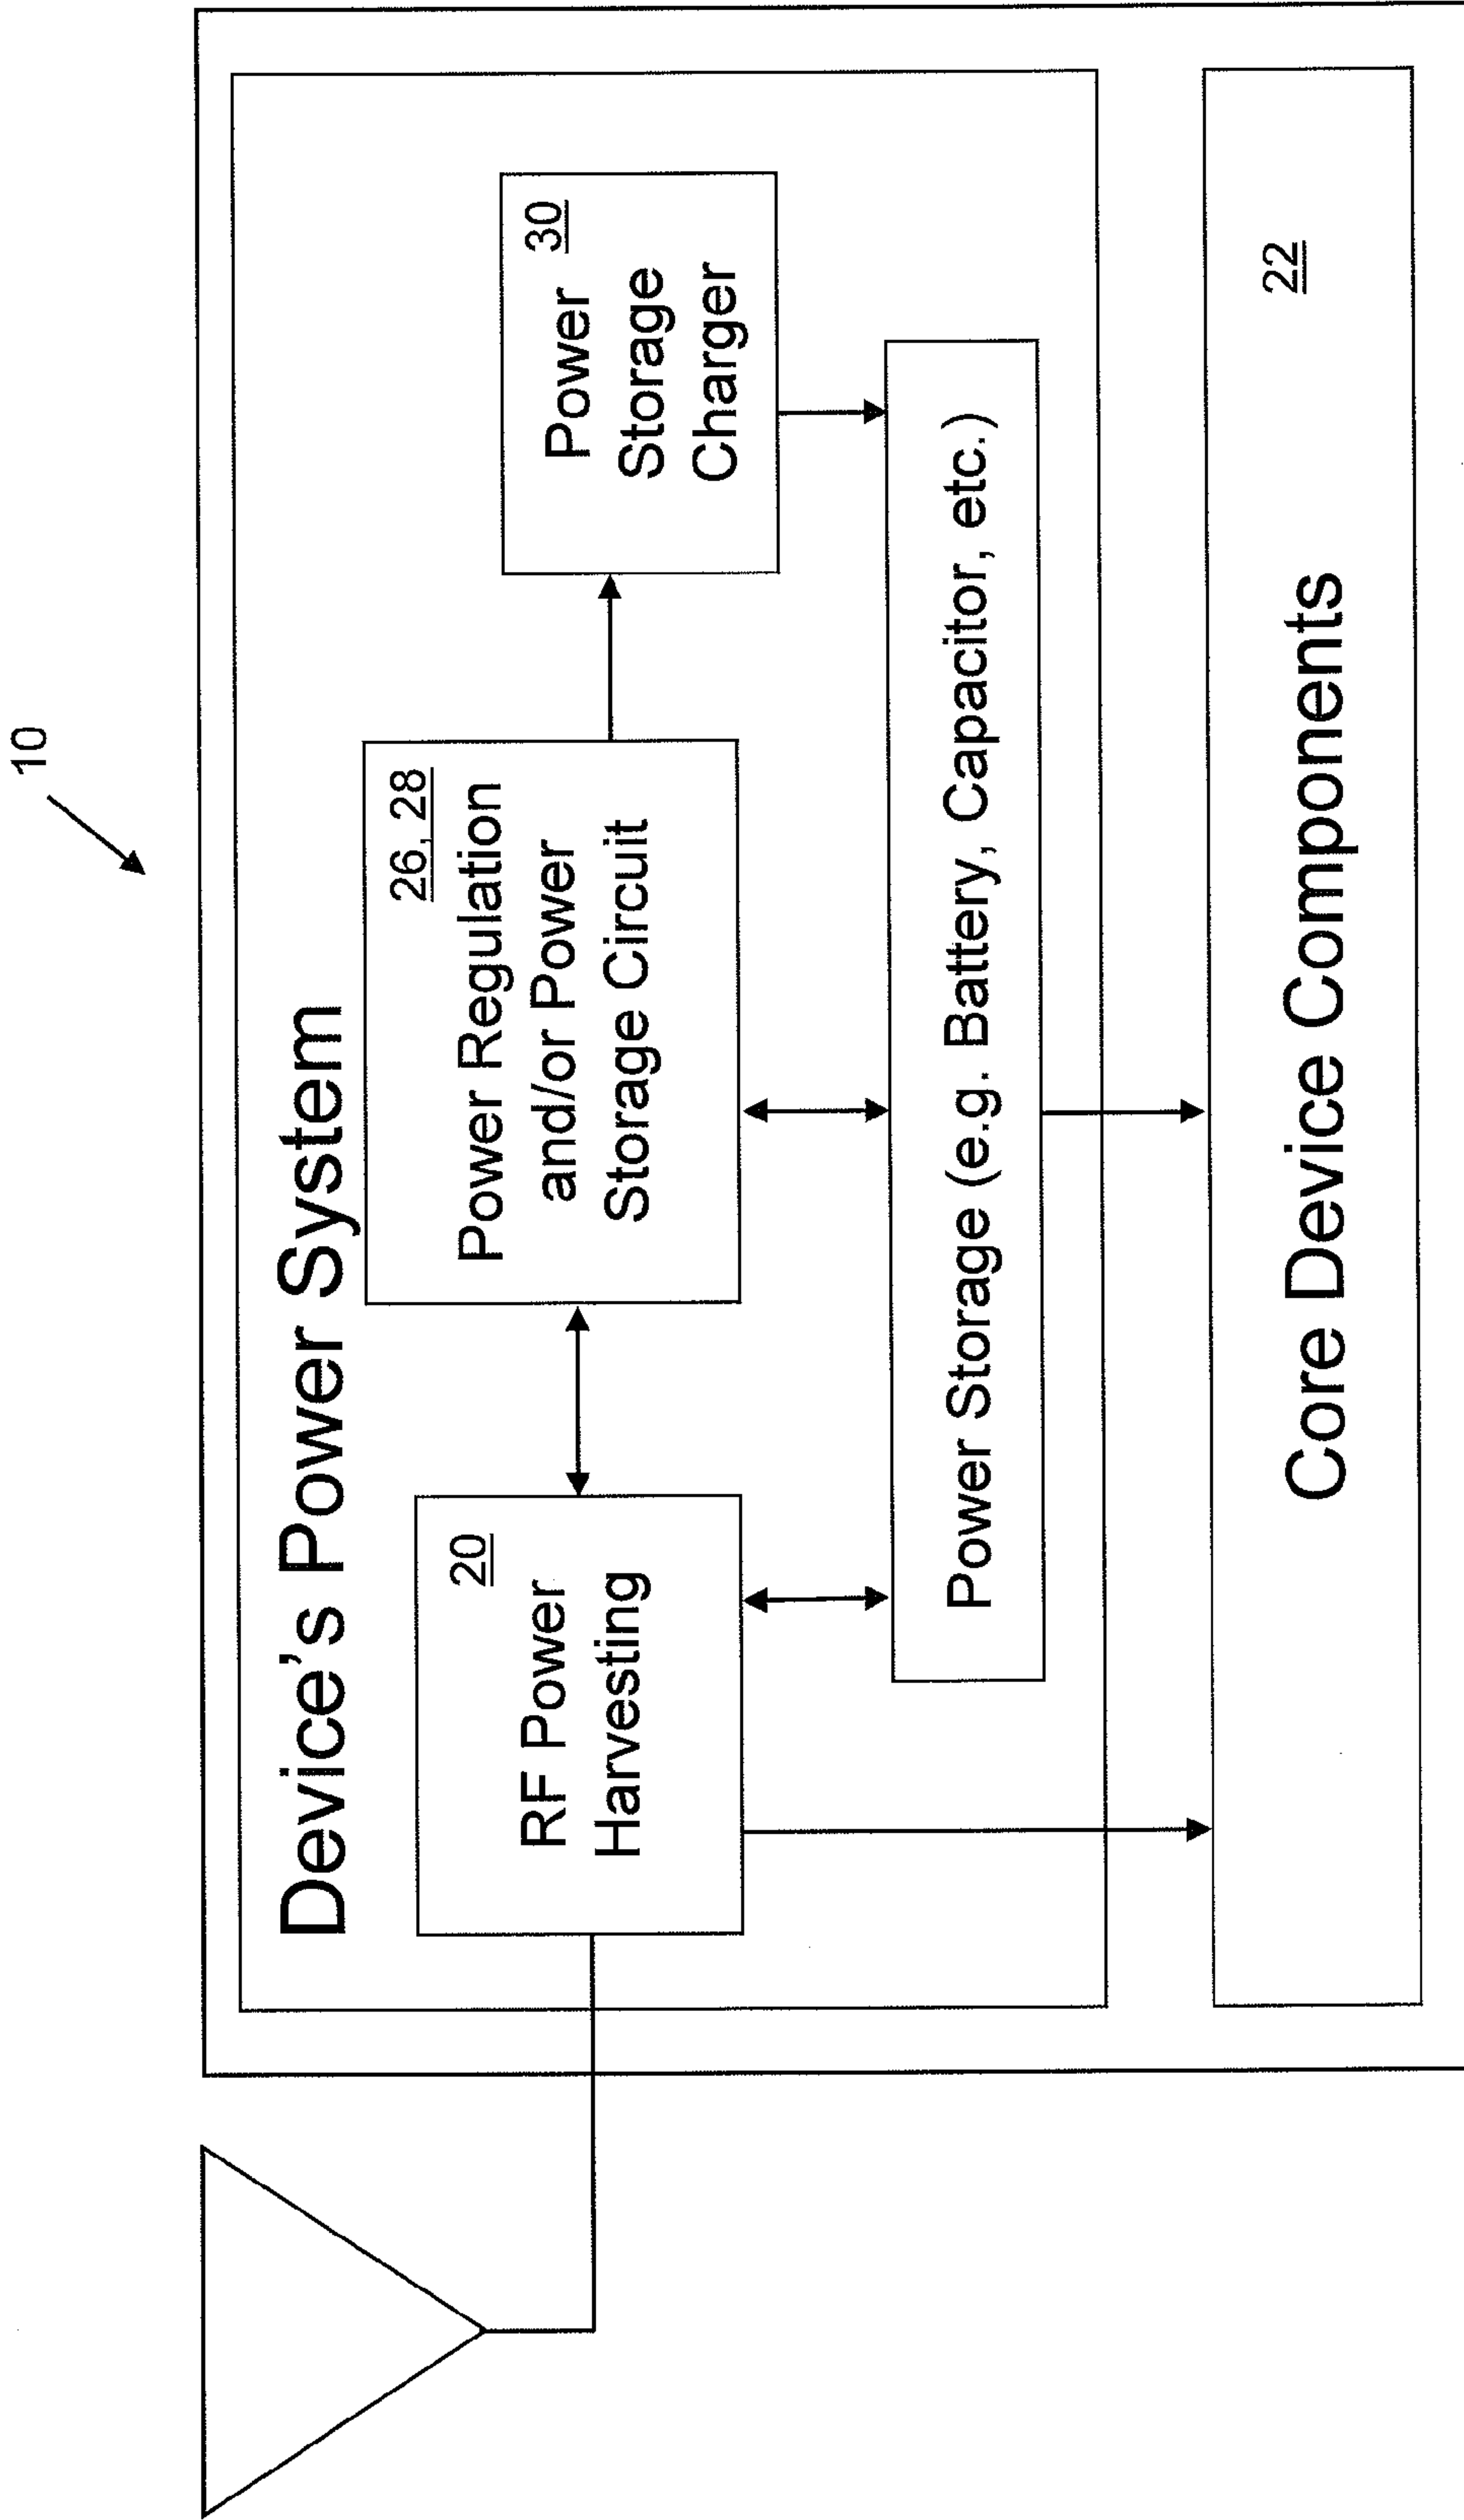 10
Device's Power System
20
RF Power
Harvesting
26, 28
Power Regulation
and/or Power
Storage Circuit
30
Power
Storage
Charger
Power Storage (e.g. Battery, Capacitor, etc.)
22
Core Device Components